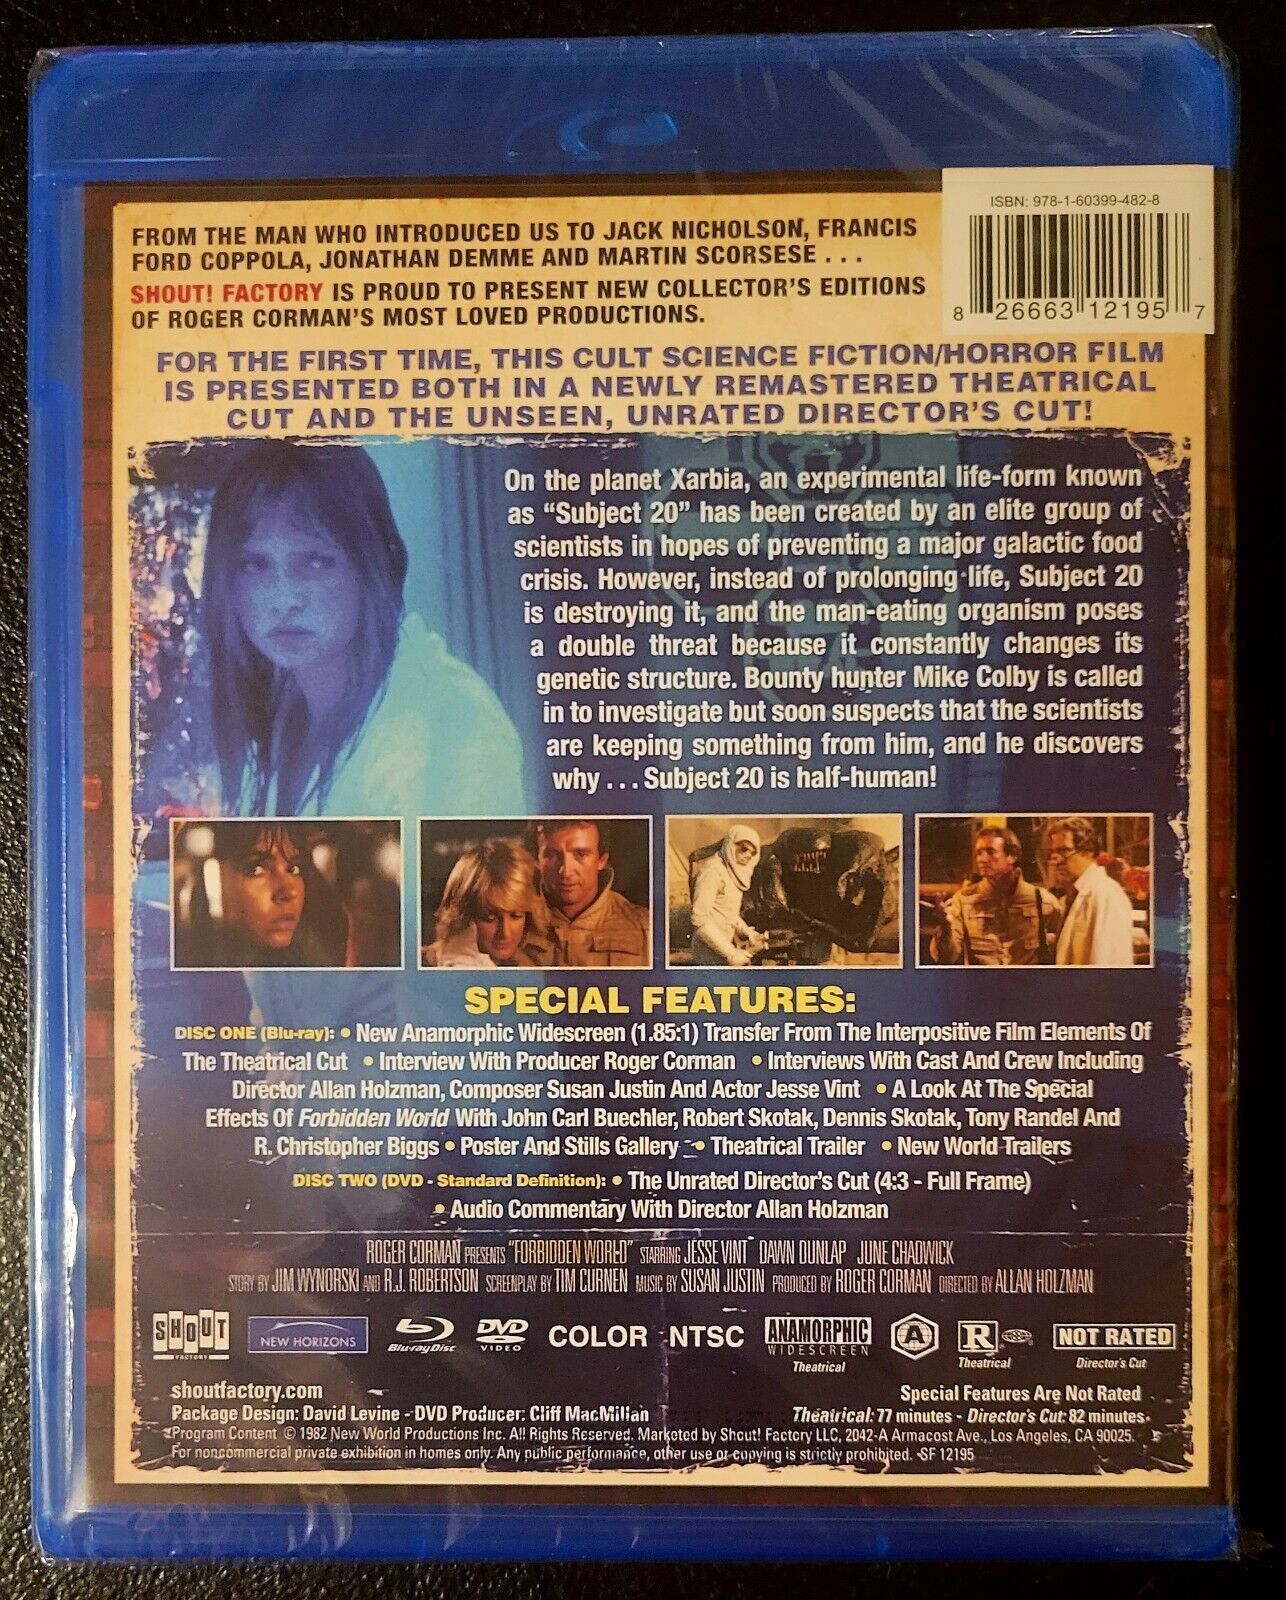 ISBN: 978-1-60399-482-8
8 26663 12195 7
FROM THE MAN WHO INTRODUCED US TO JACK NICHOLSON, FRANCIS
FORD COPPOLA, JONATHAN DEMME AND MARTIN SCORSESE . . .
SHOUT! FACTORY IS PROUD TO PRESENT NEW COLLECTOR'S EDITIONS
OF ROGER CORMAN'S MOST LOVED PRODUCTIONS.
FOR THE FIRST TIME, THIS CULT SCIENCE FICTION/HORROR FILM
IS PRESENTED BOTH IN A NEWLY REMASTERED THEATRICAL
CUT AND THE UNSEEN, UNRATED DIRECTOR'S CUT!
On the planet Xarbia, an experimental life-form known
as "Subject 20" has been created by an elite group of
scientists in hopes of preventing a major galactic food
crisis. However, instead of prolonging life, Subject 20
is destroying it, and the man-eating organism poses
a double threat because it constantly changes its
genetic structure. Bounty hunter Mike Colby is called
in to investigate but soon suspects that the scientists
are keeping something from him, and he discovers
why . . . Subject 20 is half-human!
SPECIAL FEATURES:
DISC ONE (Blu-ray): • New Anamorphic Widescreen (1.85:1) Transfer From The Interpositive Film Elements Of
The Theatrical Cut • Interview With Producer Roger Corman • Interviews With Cast And Crew Including
Director Allan Holzman, Composer Susan Justin And Actor Jesse Vint • A Look At The Special
Effects Of Forbidden World With John Carl Buechler, Robert Skotak, Dennis Skotak, Tony Randel And
R. Christopher Biggs • Poster And Stills Gallery • Theatrical Trailer • New World Trailers
DISC TWO (DVD - Standard Definition): • The Unrated Director's Cut (4:3 - Full Frame)
• Audio Commentary With Director Allan Holzman
ROGER CORMAN PRESENTS "FORBIDDEN WORLD" STARRING JESSE VINT DAWN DUNLAP JUNE CHADWICK
STORY BY JIM WYNORSKI AND R.J. ROBERTSON SCREENPLAY BY TIM CURNEN MUSIC BY SUSAN JUSTIN PRODUCED BY ROGER CORMAN DIRECTED BY ALLAN HOLZMAN
SHOUT FACTORY NEW HORIZONS Blu-ray Disc DVD VIDEO COLOR NTSC ANAMORPHIC WIDESCREEN Theatrical A R Theatrical NOT RATED Director's Cut
shoutfactory.com
Special Features Are Not Rated
Package Design: David Levine - DVD Producer: Cliff MacMillan
Theatrical: 77 minutes - Director's Cut: 82 minutes
Program Content © 1982 New World Productions Inc. All Rights Reserved. Marketed by Shout! Factory LLC, 2042-A Armacost Ave., Los Angeles, CA 90025.
For noncommercial private exhibition in homes only. Any public performance, other use or copying is strictly prohibited. SF 12195